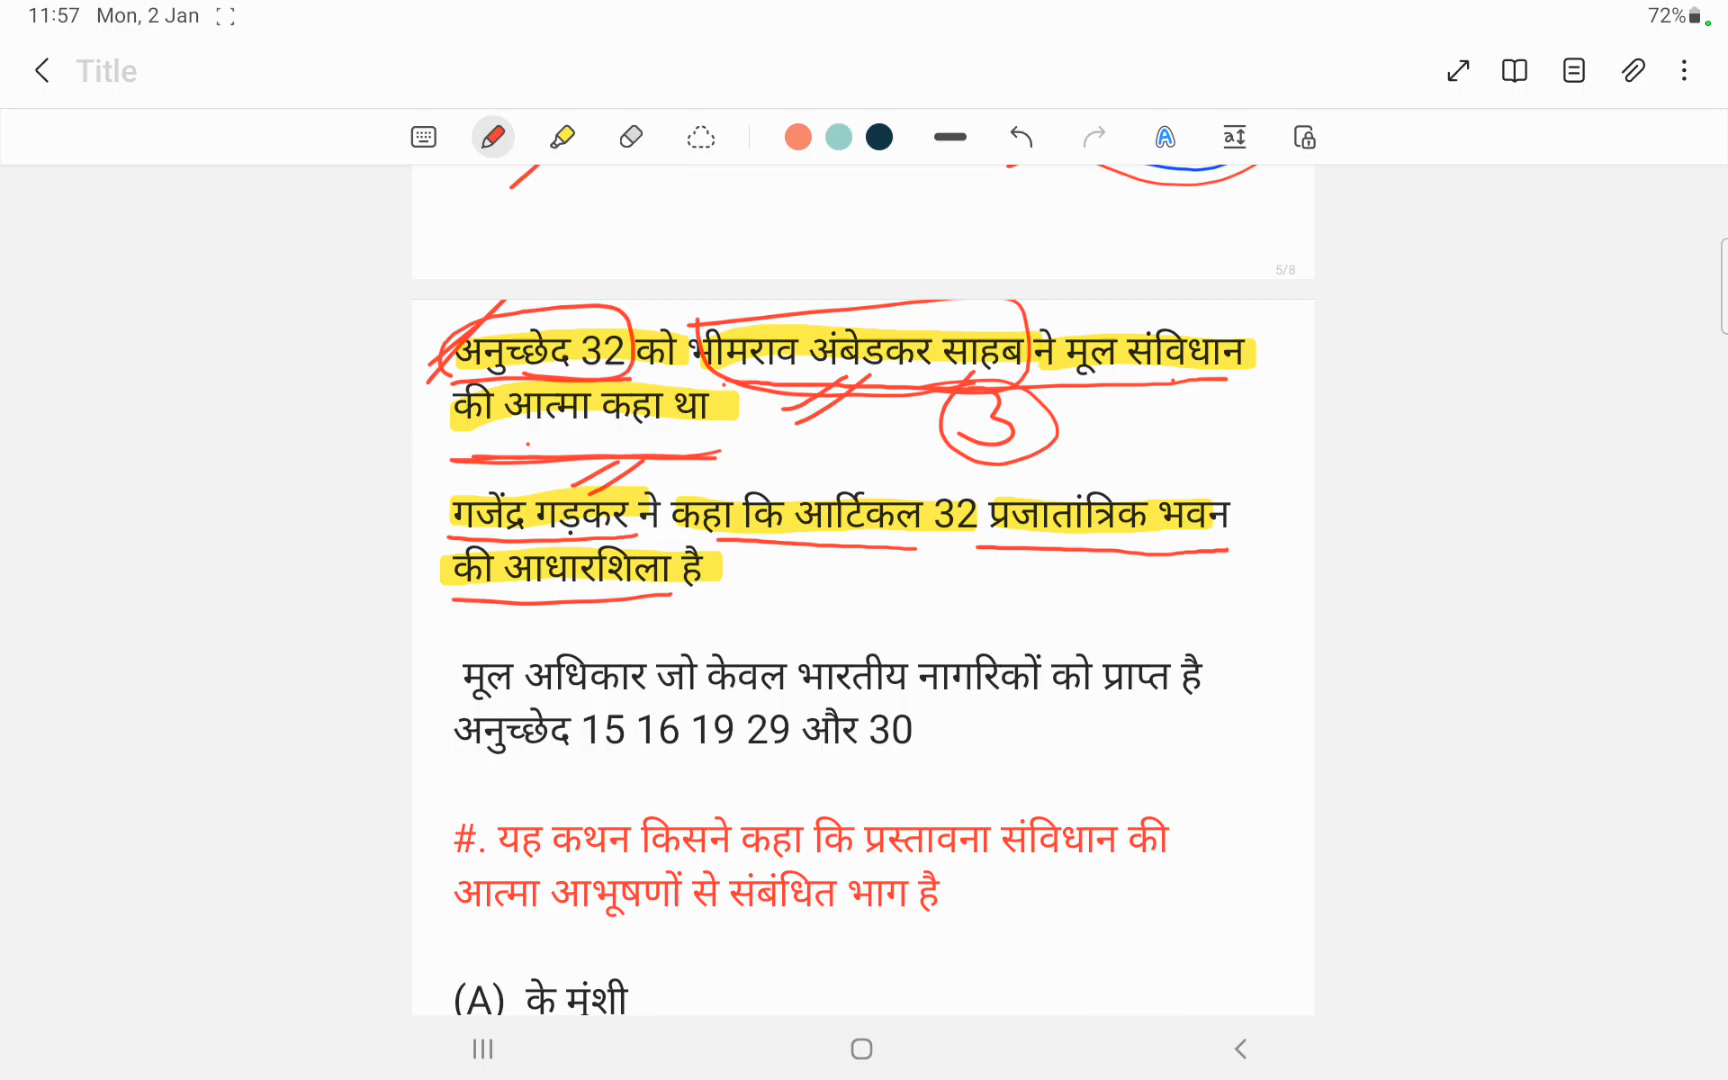 11:57 Mon, 2 Jan
72%
Title
5/8
अनुच्छेद 32 को भीमराव अंबेडकर साहब ने मूल संविधान
की आत्मा कहा था
3
गजेंद्र गड़कर ने कहा कि आर्टिकल 32 प्रजातांत्रिक भवन
की आधारशिला है
मूल अधिकार जो केवल भारतीय नागरिकों को प्राप्त है
अनुच्छेद 15 16 19 29 और 30
#. यह कथन किसने कहा कि प्रस्तावना संविधान की
आत्मा आभूषणों से संबंधित भाग है
(A) के मुंशी